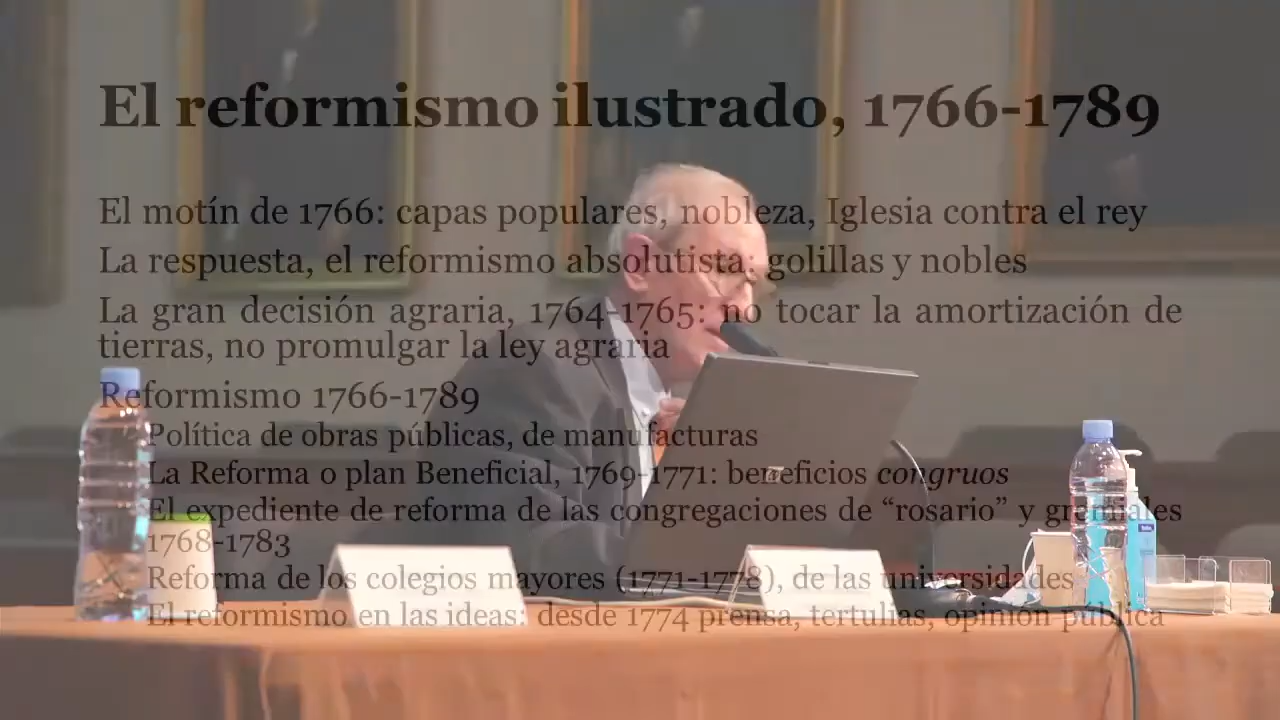 El reformismo ilustrado, 1766-1789
El motín de 1766: capas populares, nobleza, Iglesia contra el rey
La respuesta, el reformismo absolutista: golillas y nobles
La gran decisión agraria, 1764-1765: no tocar la amortización de
tierras, no promulgar la ley agraria
Reformismo 1766-1789
Política de obras públicas, de manufacturas
La Reforma o plan Beneficial, 1769-1771: beneficios congruos
El expediente de reforma de las congregaciones de “rosario” y gremiales
1768-1783
Reforma de los colegios mayores (1771-1778), de las universidades
El reformismo en las ideas: desde 1774 prensa, tertulias, opinión pública